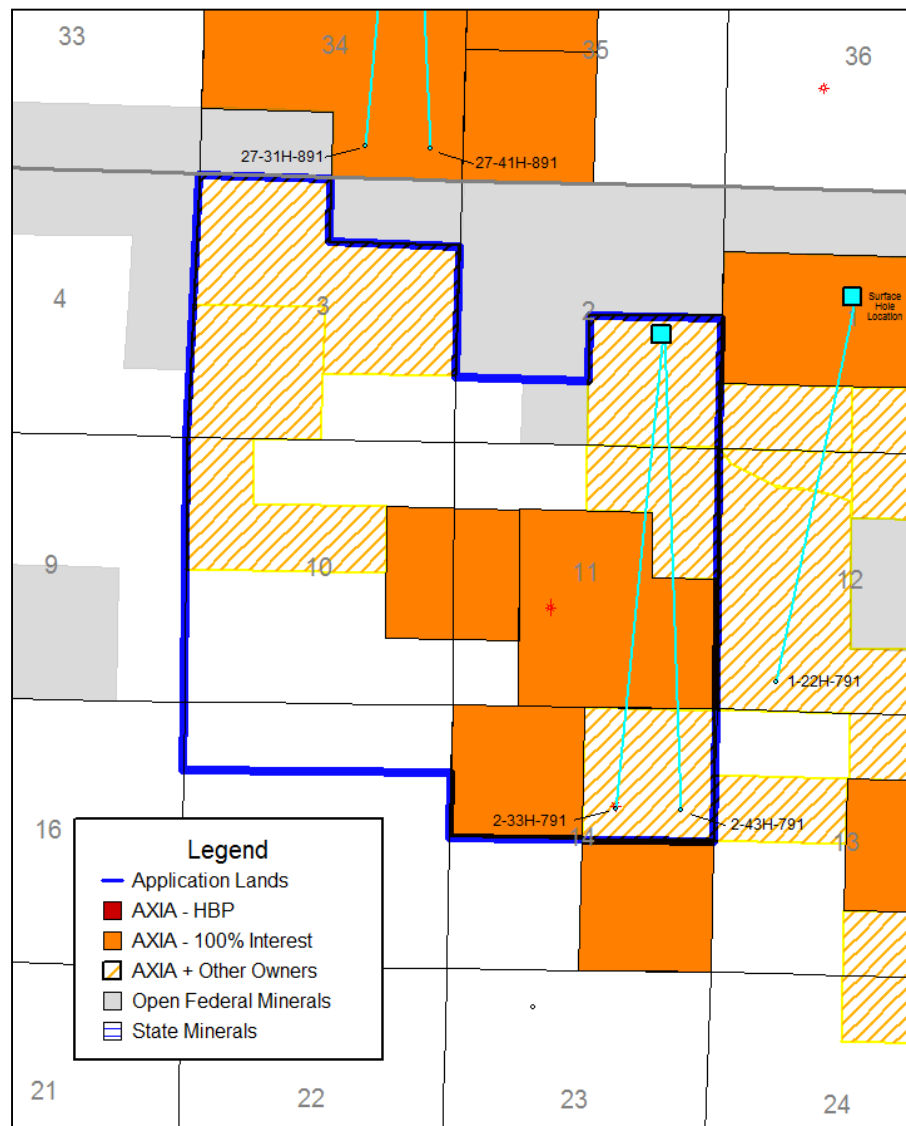 33
34
35
36
27-31H-891
27-41H-891
4
3
2
1
Surface
Hole
Location
9
10
11
12
1-22H-791
16
14
13
2-33H-791
2-43H-791
Legend
Application Lands
AXIA - HBP
AXIA - 100% Interest
AXIA + Other Owners
Open Federal Minerals
State Minerals
21
22
23
24